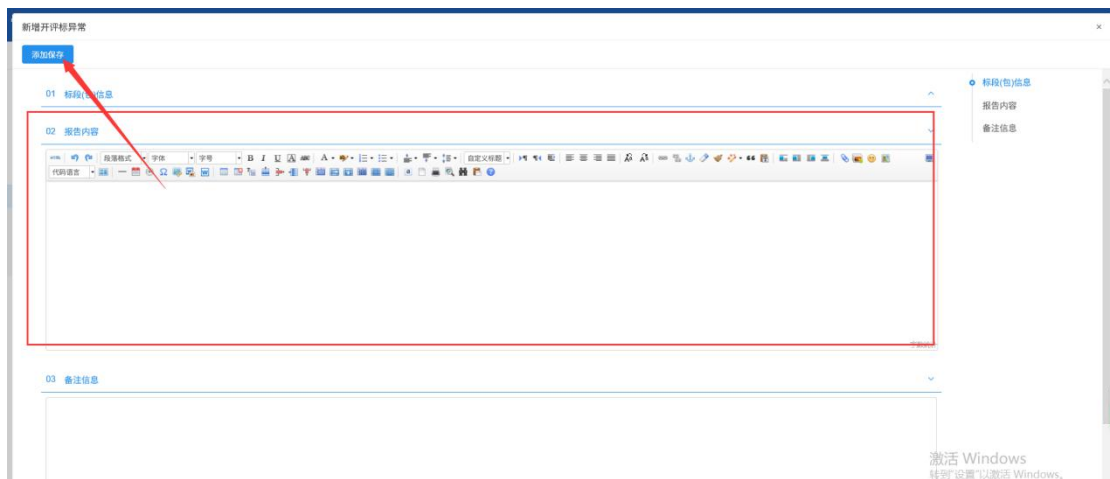 新增开评标异常
×
添加保存
标段(包)信息
01 标段(包)信息
报告内容
备注信息
02 报告内容
HTML 段落格式 字体 字号 B I U A ABC A 自定义标题
代码语言
03 备注信息
激活 Windows
转到"设置"以激活 Windows。